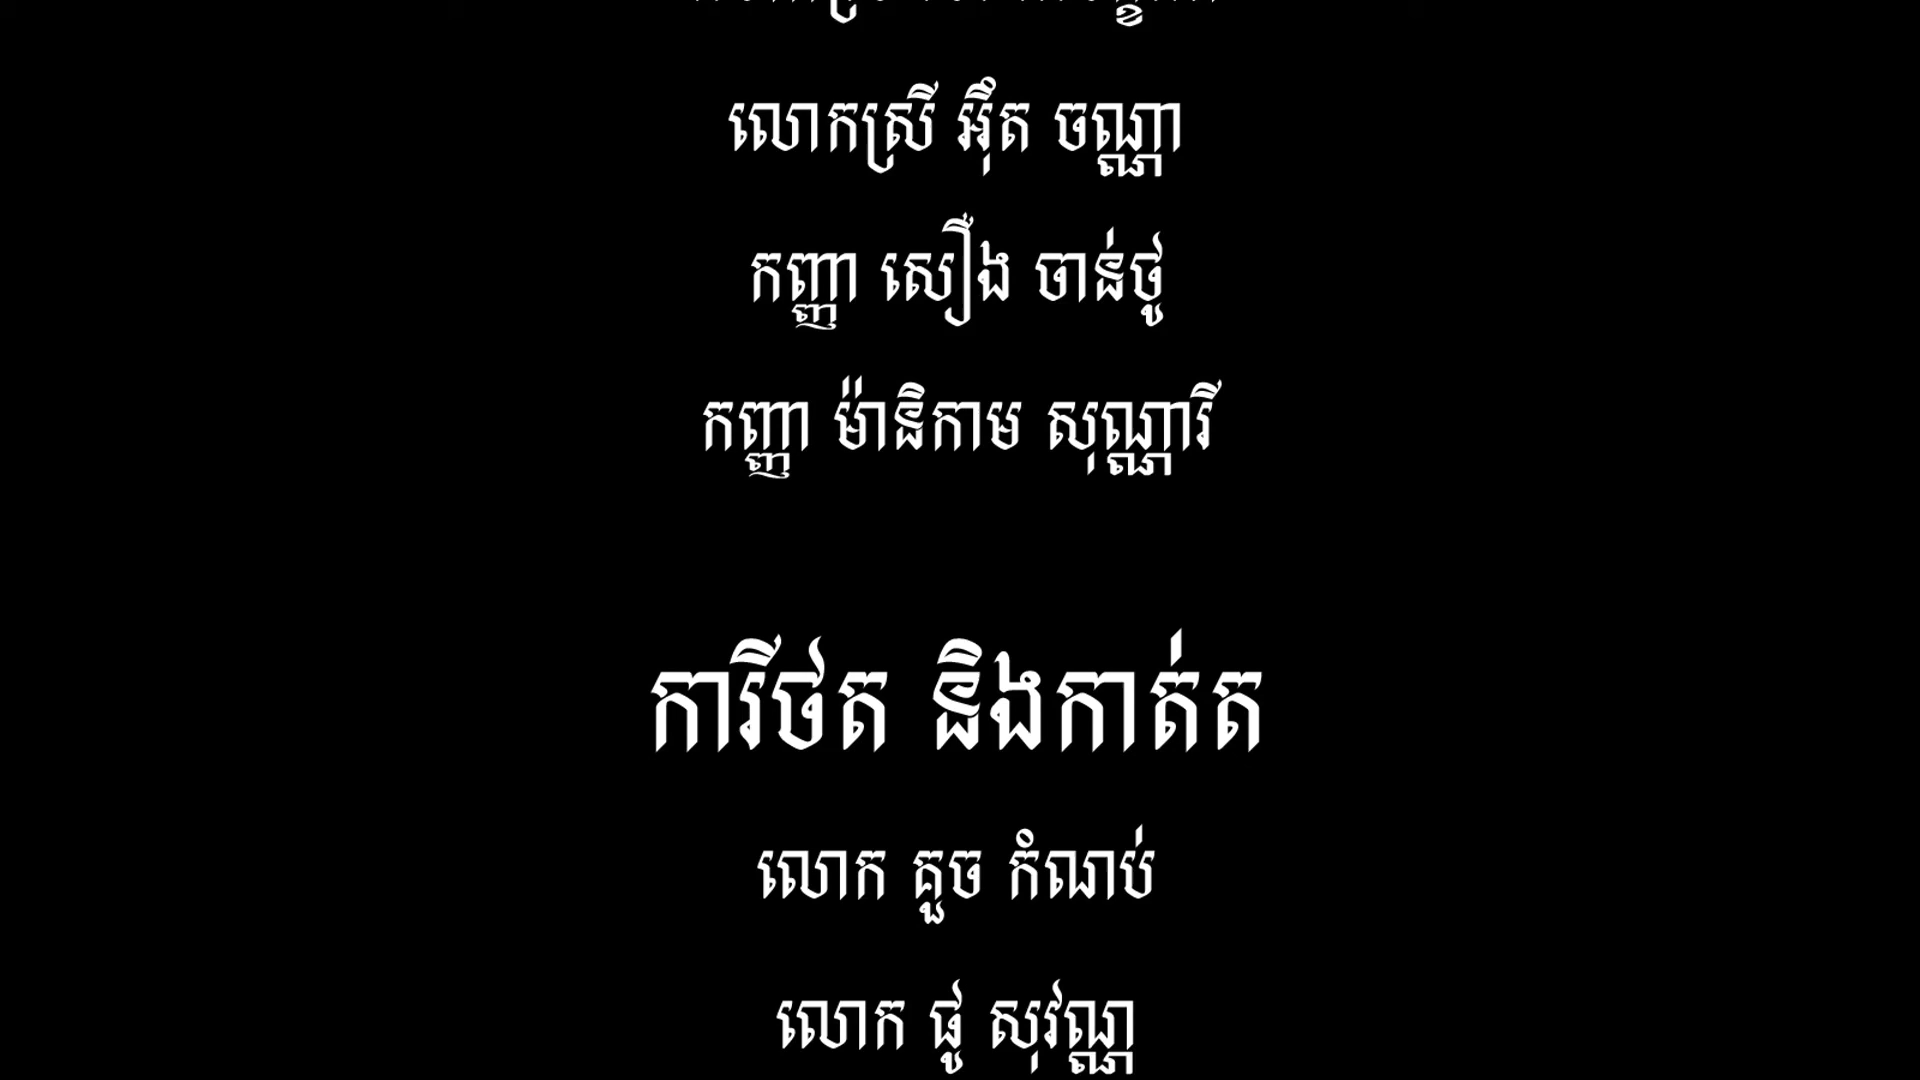 លោកស្រី អ៊ឹត ចណ្ណា
កញ្ញា សឿង ចាន់ថូ
កញ្ញា ម៉ានិកាម សុណ្ណារី
ការីថត និងកាត់ត
លោក គួច កំណប់
លោក ផូ សុវណ្ណ